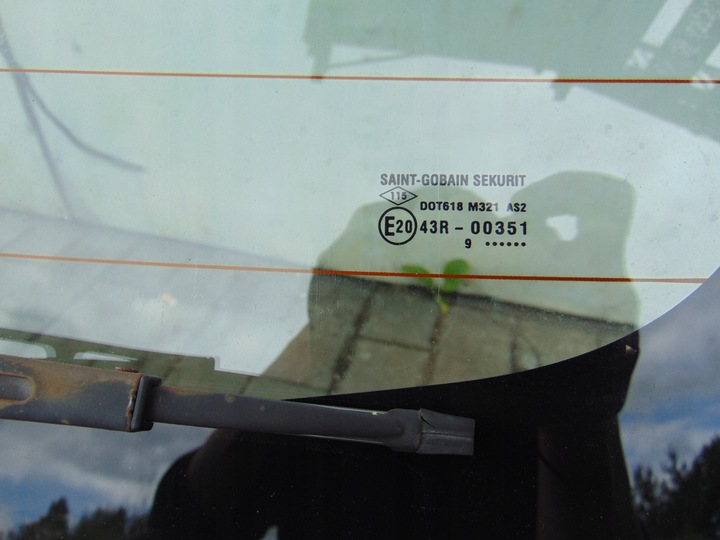 SAINT-GOBAIN SEKURIT
115
DOT618 M321 AS2
E20 43R - 00351
9 ••••••